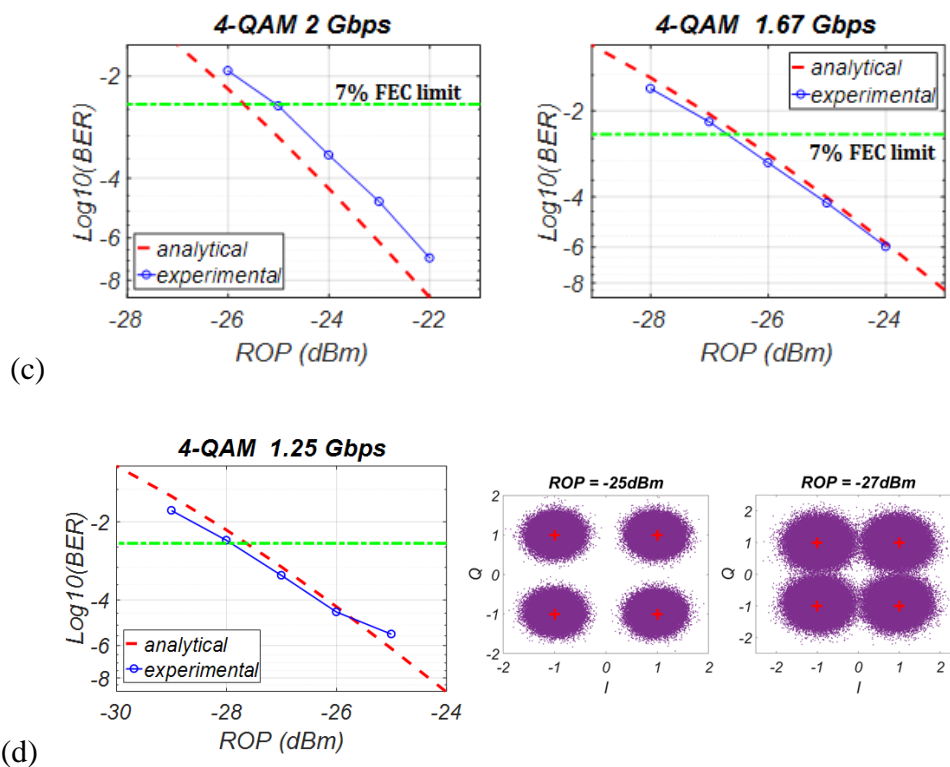 4-QAM 2 Gbps
Log10(BER)
-2
-4
-6
-8
7% FEC limit
analytical
experimental
-28 -26 -24 -22
ROP (dBm)
4-QAM 1.67 Gbps
Log10(BER)
-2
-4
-6
-8
analytical
experimental
7% FEC limit
-28 -26 -24
ROP (dBm)
(c)
4-QAM 1.25 Gbps
Log10(BER)
-2
-4
-6
-8
analytical
experimental
-30 -28 -26 -24
ROP (dBm)
ROP = -25dBm
Q
2
1
0
-1
-2
-2 -1 0 1 2
I
ROP = -27dBm
Q
2
1
0
-1
-2
-2 -1 0 1 2
I
(d)